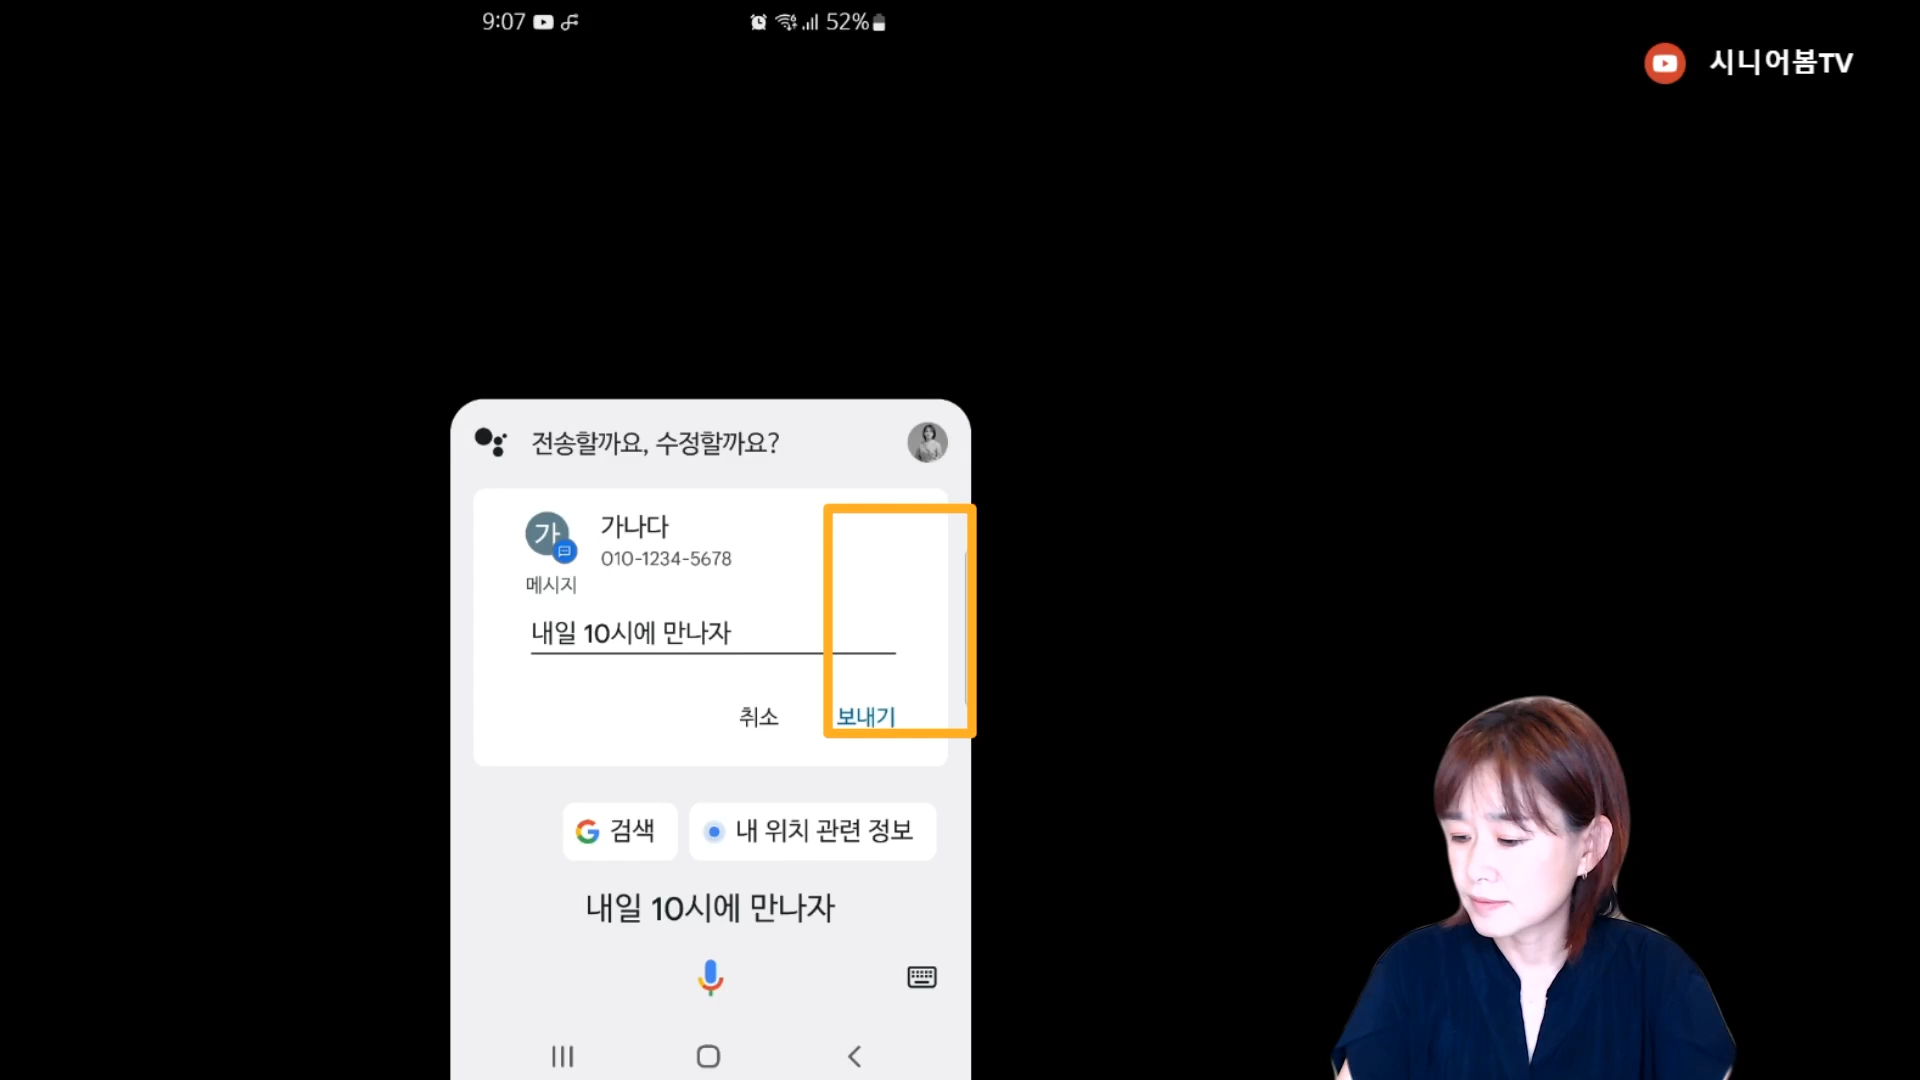 9:07
52%
시니어봄TV
전송할까요, 수정할까요?
가
가나다
010-1234-5678
메시지
내일 10시에 만나자
취소
보내기
G 검색
내 위치 관련 정보
내일 10시에 만나자